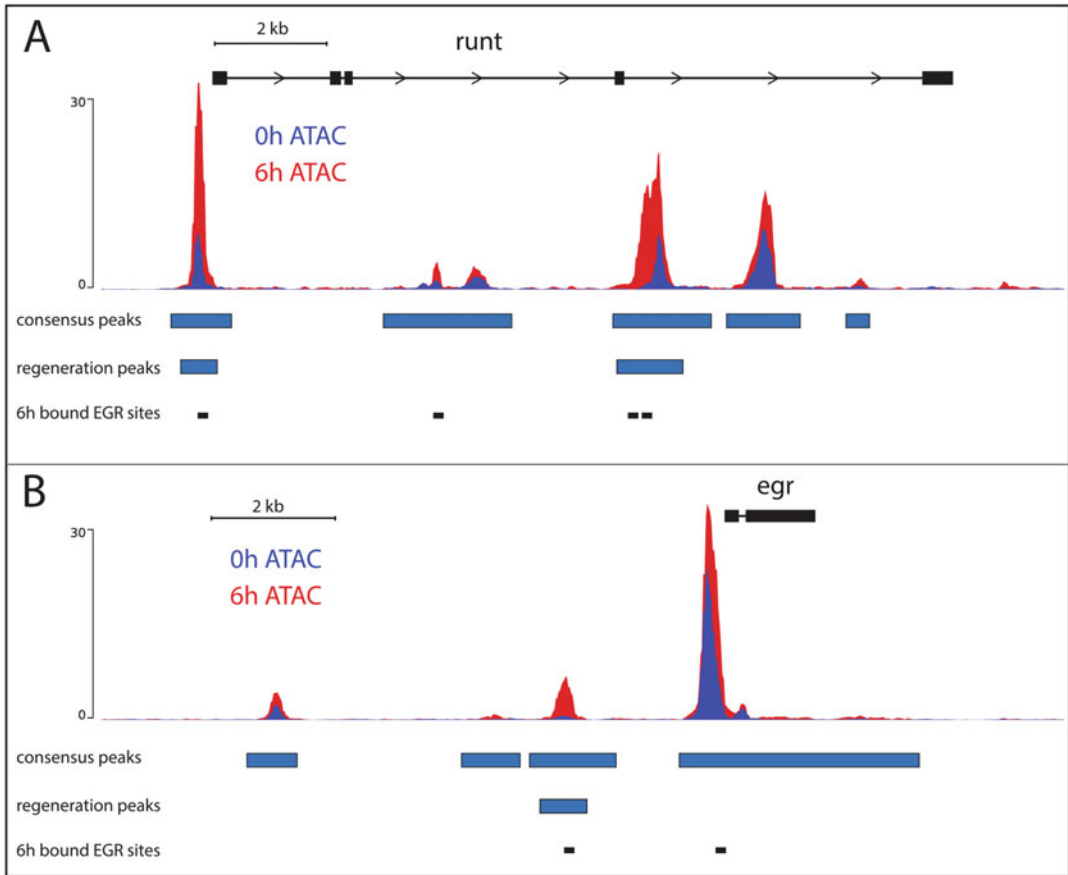 A
2 kb
runt
30
0h ATAC
6h ATAC
0
consensus peaks
regeneration peaks
6h bound EGR sites
B
2 kb
egr
30
0h ATAC
6h ATAC
0
consensus peaks
regeneration peaks
6h bound EGR sites